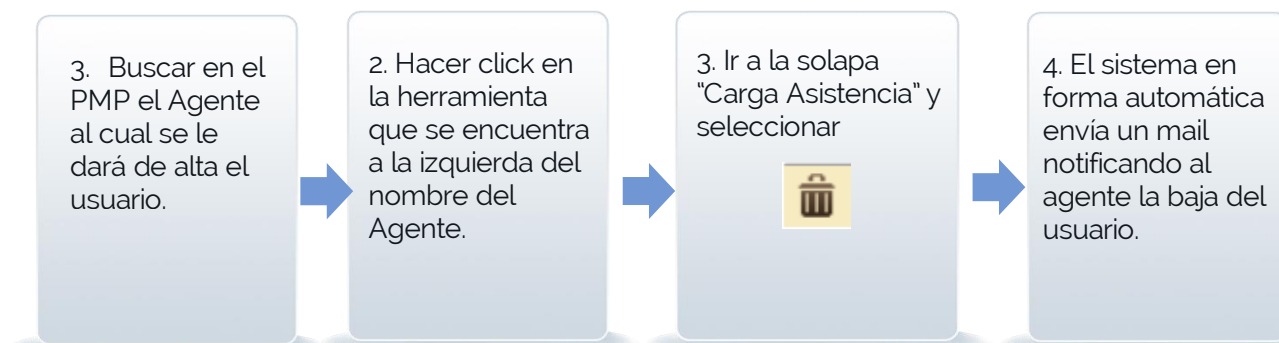 3. Buscar en el
PMP el Agente
al cual se le
dará de alta el
usuario.
2. Hacer click en
la herramienta
que se encuentra
a la izquierda del
nombre del
Agente.
3. Ir a la solapa
“Carga Asistencia” y
seleccionar
4. El sistema en
forma automática
envía un mail
notificando al
agente la baja del
usuario.